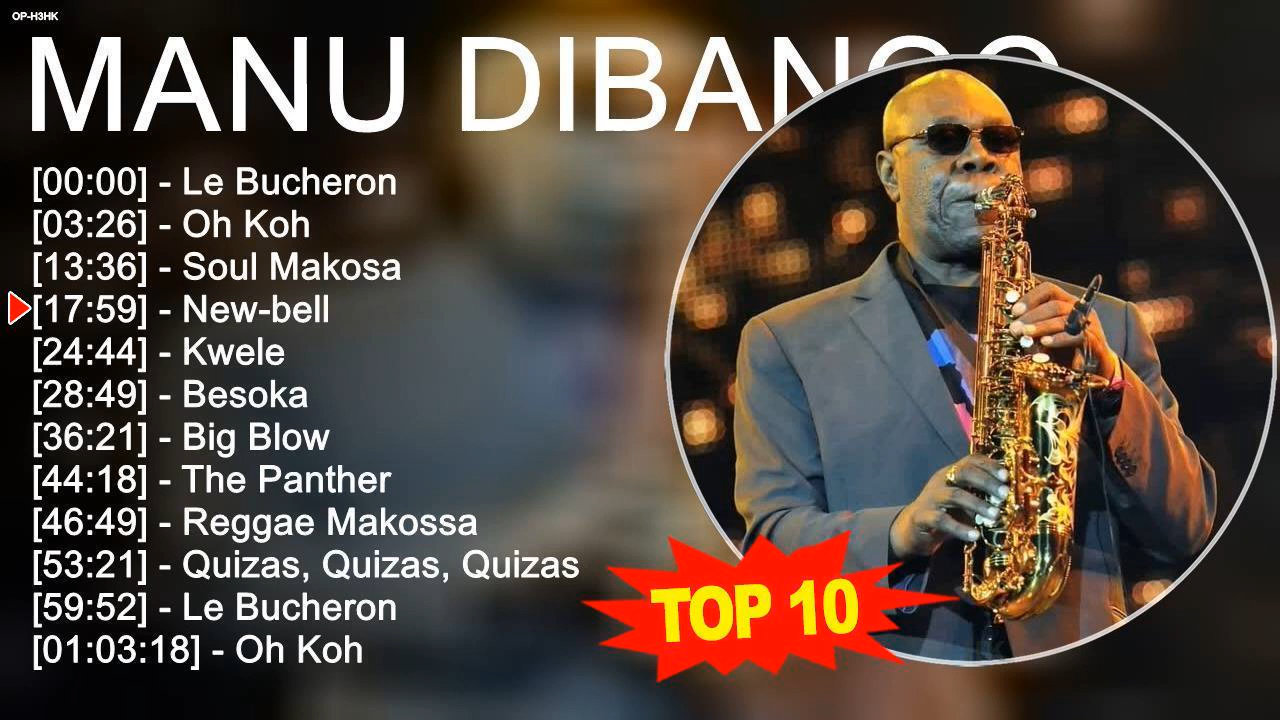 OP-H3HK
MANU DIBANGO
[00:00] - Le Bucheron
[03:26] - Oh Koh
[13:36] - Soul Makosa
[17:59] - New-bell
[24:44] - Kwele
[28:49] - Besoka
[36:21] - Big Blow
[44:18] - The Panther
[46:49] - Reggae Makossa
[53:21] - Quizas, Quizas, Quizas
[59:52] - Le Bucheron
[01:03:18] - Oh Koh
TOP 10